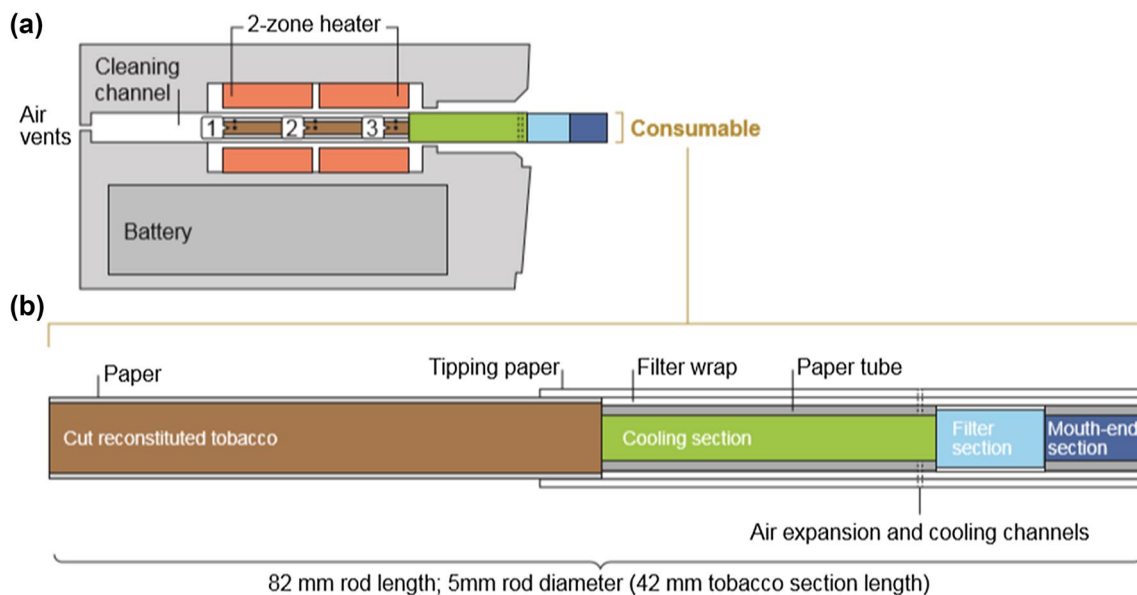 (a)
2-zone heater
Cleaning
channel
Air
vents
1
2
3
Consumable
Battery
(b)
Paper
Tipping paper
Filter wrap
Paper tube
Cut reconstituted tobacco
Cooling section
Filter
section
Mouth-end
section
Air expansion and cooling channels
82 mm rod length; 5mm rod diameter (42 mm tobacco section length)